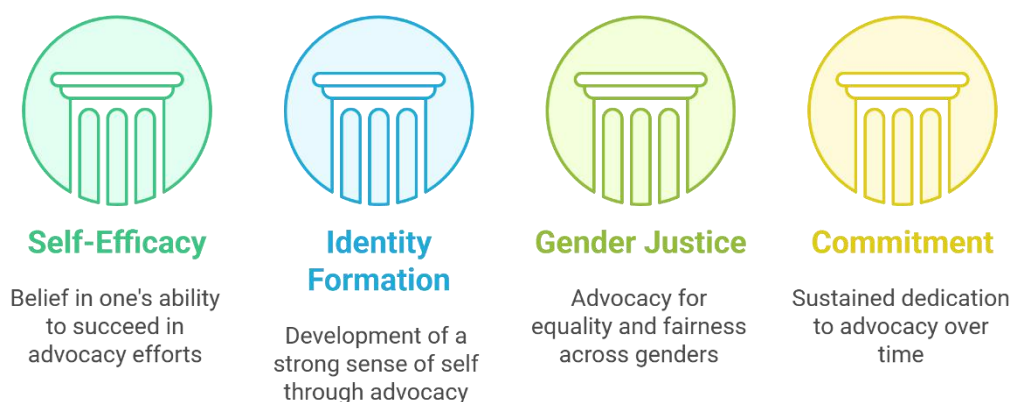 Self-Efficacy
Belief in one's ability
to succeed in
advocacy efforts
Identity
Formation
Development of a
strong sense of self
through advocacy
Gender Justice
Advocacy for
equality and fairness
across genders
Commitment
Sustained dedication
to advocacy over
time